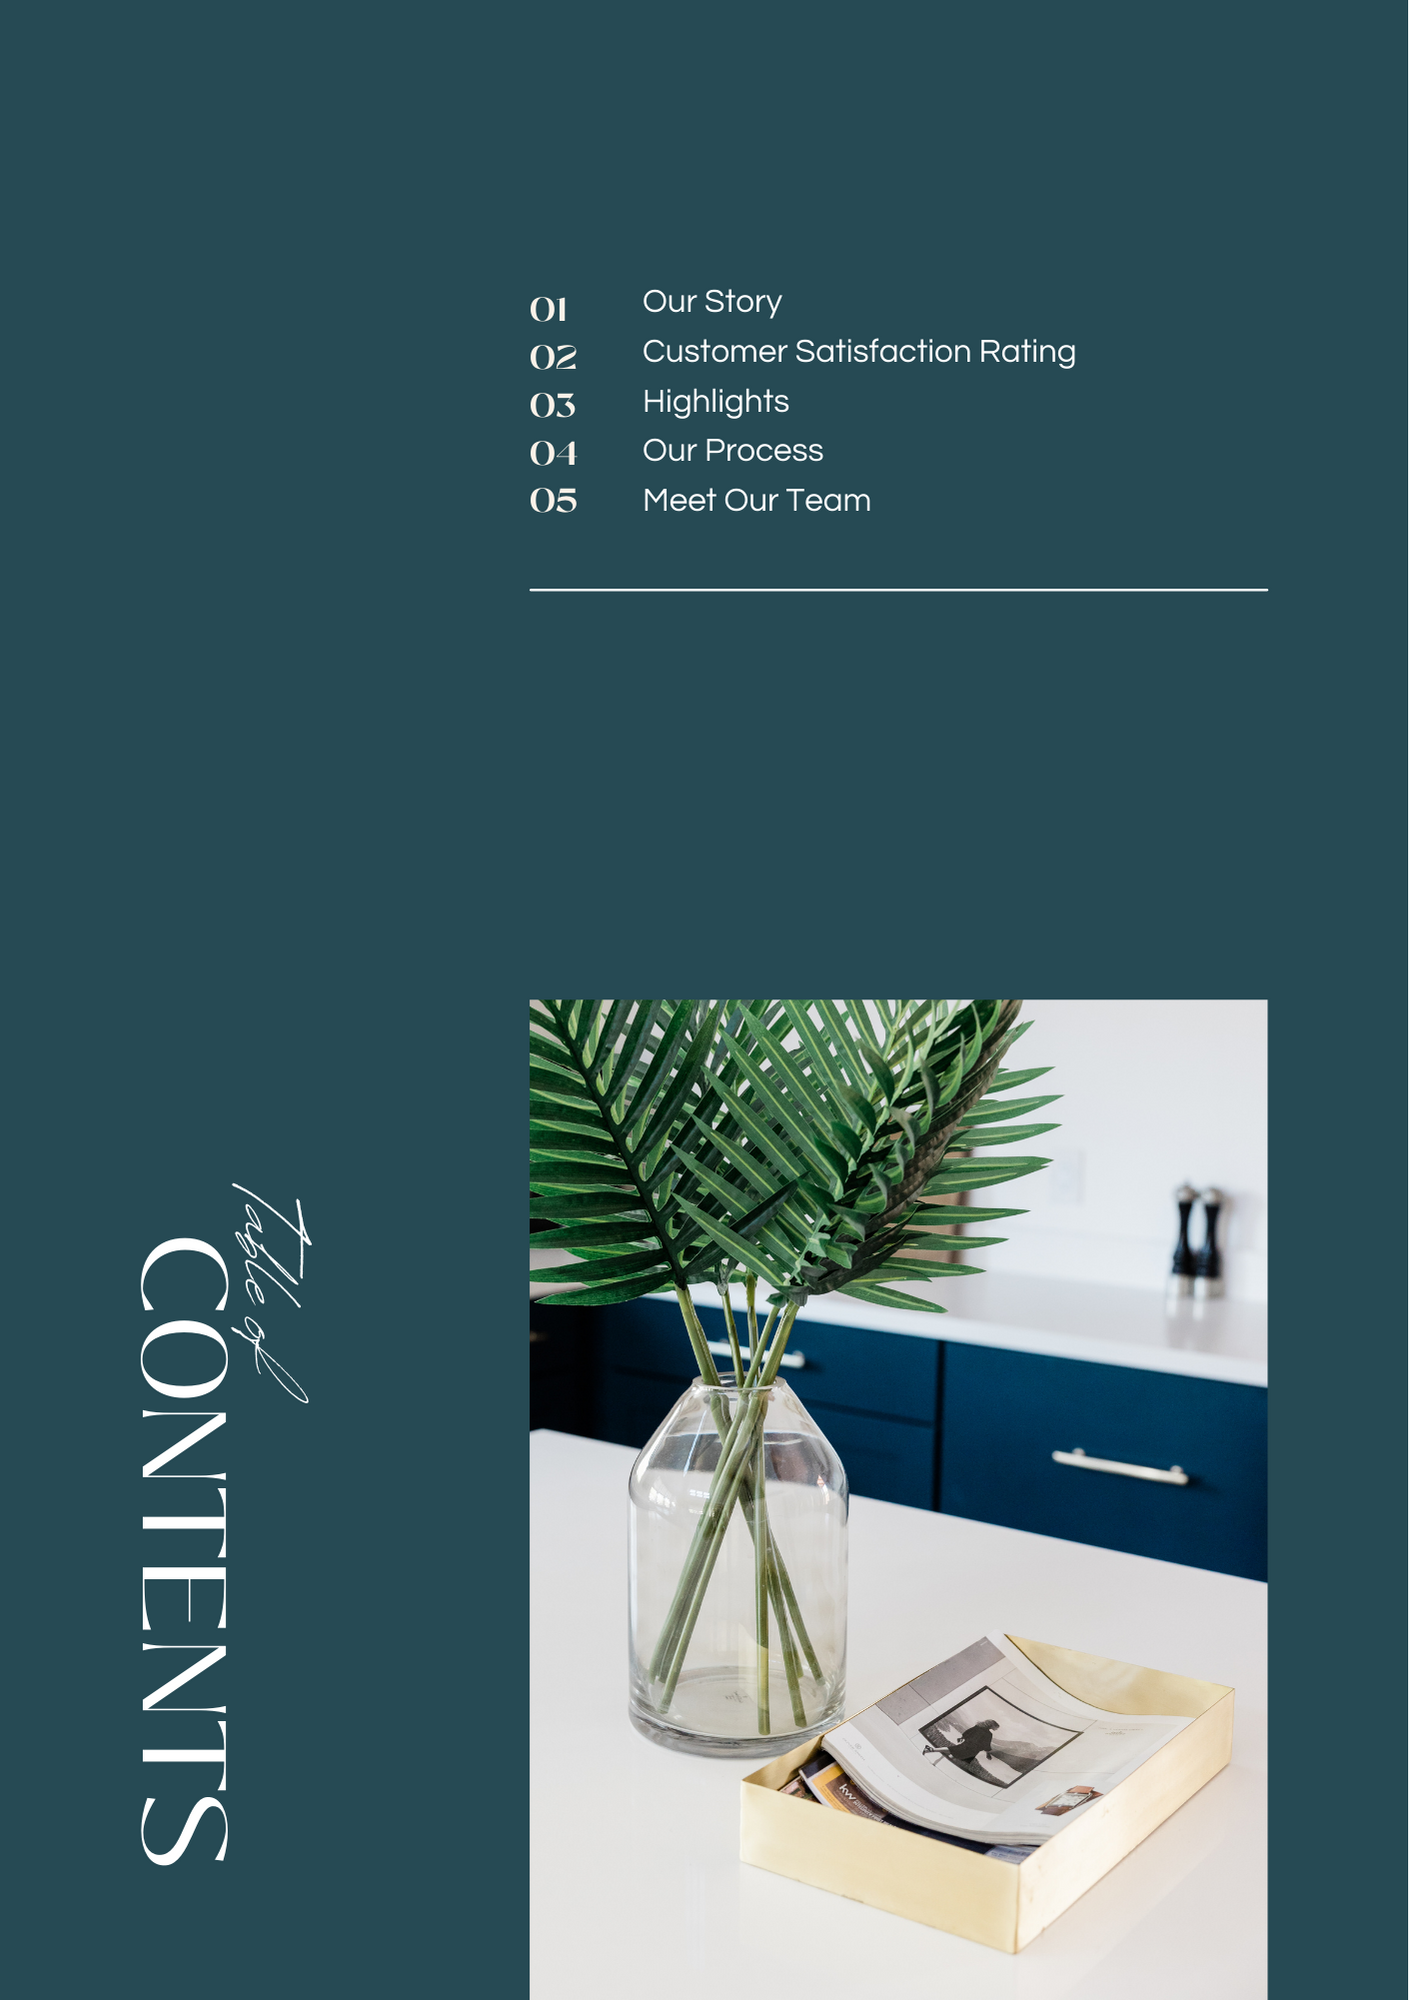 01 Our Story
02 Customer Satisfaction Rating
03 Highlights
04 Our Process
05 Meet Our Team
Table of
CONTENTS
kw